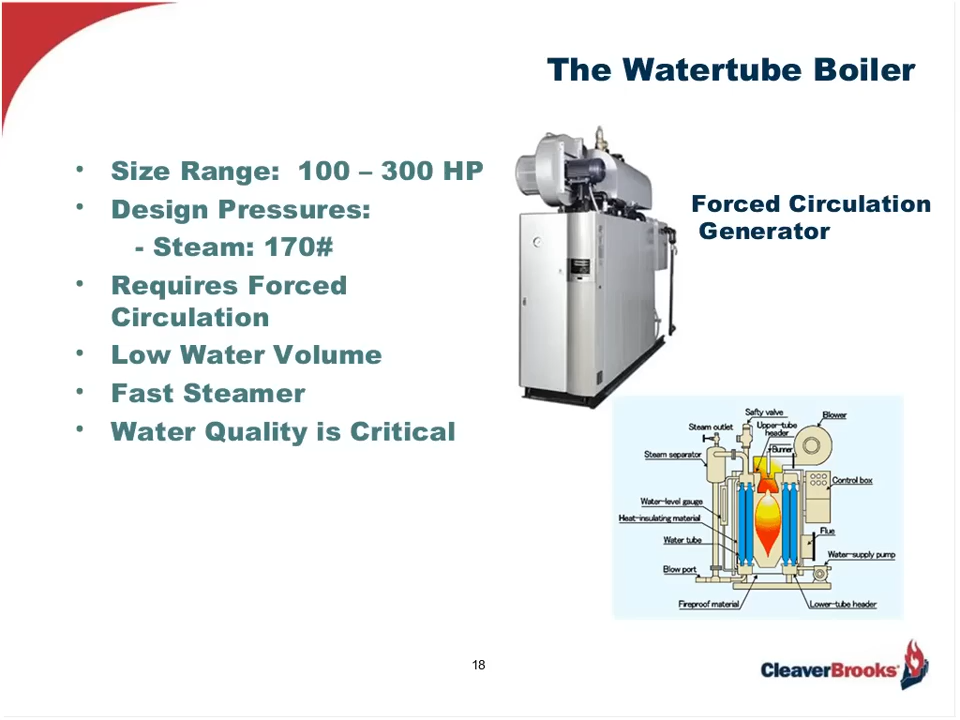 The Watertube Boiler
• Size Range:  100 – 300 HP
• Design Pressures:
- Steam: 170#
• Requires Forced
Circulation
• Low Water Volume
• Fast Steamer
• Water Quality is Critical
Forced Circulation
Generator
Safty valve
Blower
Steam outlet
Upper-tube
header
Burner
Steam separator
Control box
Water-level gauge
Heat-insulating material
Flue
Water tube
Water-supply pump
Blow port
Fireproof material
Lower-tube header
18
CleaverBrooks